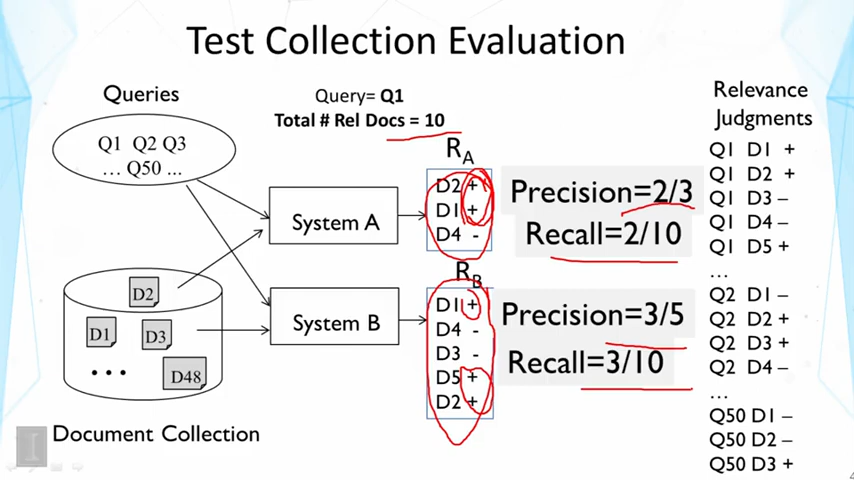 Test Collection Evaluation
Queries
Q1 Q2 Q3
... Q50 ...
Query= Q1
Total # Rel Docs = 10
System A
System B
D2
D1
D3
D48
• • •
Document Collection
RA
D2 +
D1 +
D4 -
Precision=2/3
Recall=2/10
RB
D1 +
D4 -
D3 -
D5 +
D2 +
Precision=3/5
Recall=3/10
Relevance
Judgments
Q1 D1 +
Q1 D2 +
Q1 D3 –
Q1 D4 –
Q1 D5 +
...
Q2 D1 –
Q2 D2 +
Q2 D3 +
Q2 D4 –
...
Q50 D1 –
Q50 D2 –
Q50 D3 +
4